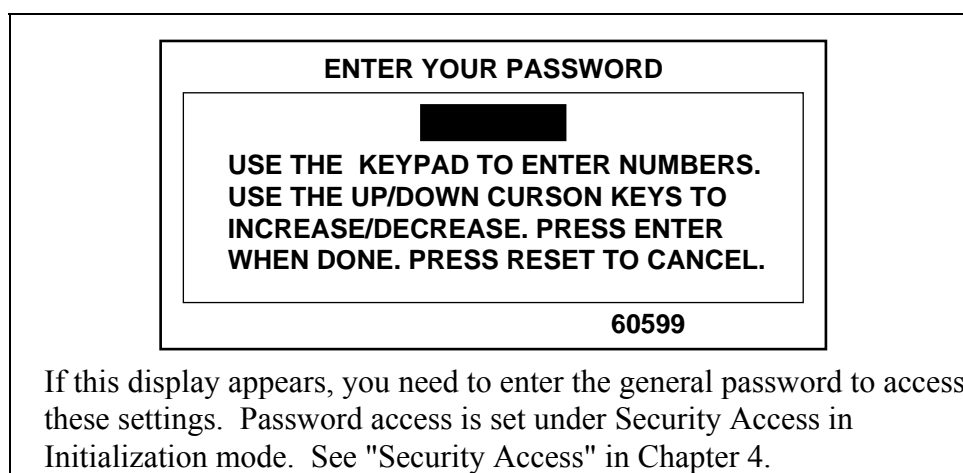 ENTER YOUR PASSWORD
USE THE KEYPAD TO ENTER NUMBERS.
USE THE UP/DOWN CURSON KEYS TO
INCREASE/DECREASE. PRESS ENTER
WHEN DONE. PRESS RESET TO CANCEL.
60599
If this display appears, you need to enter the general password to access
these settings. Password access is set under Security Access in
Initialization mode. See "Security Access" in Chapter 4.